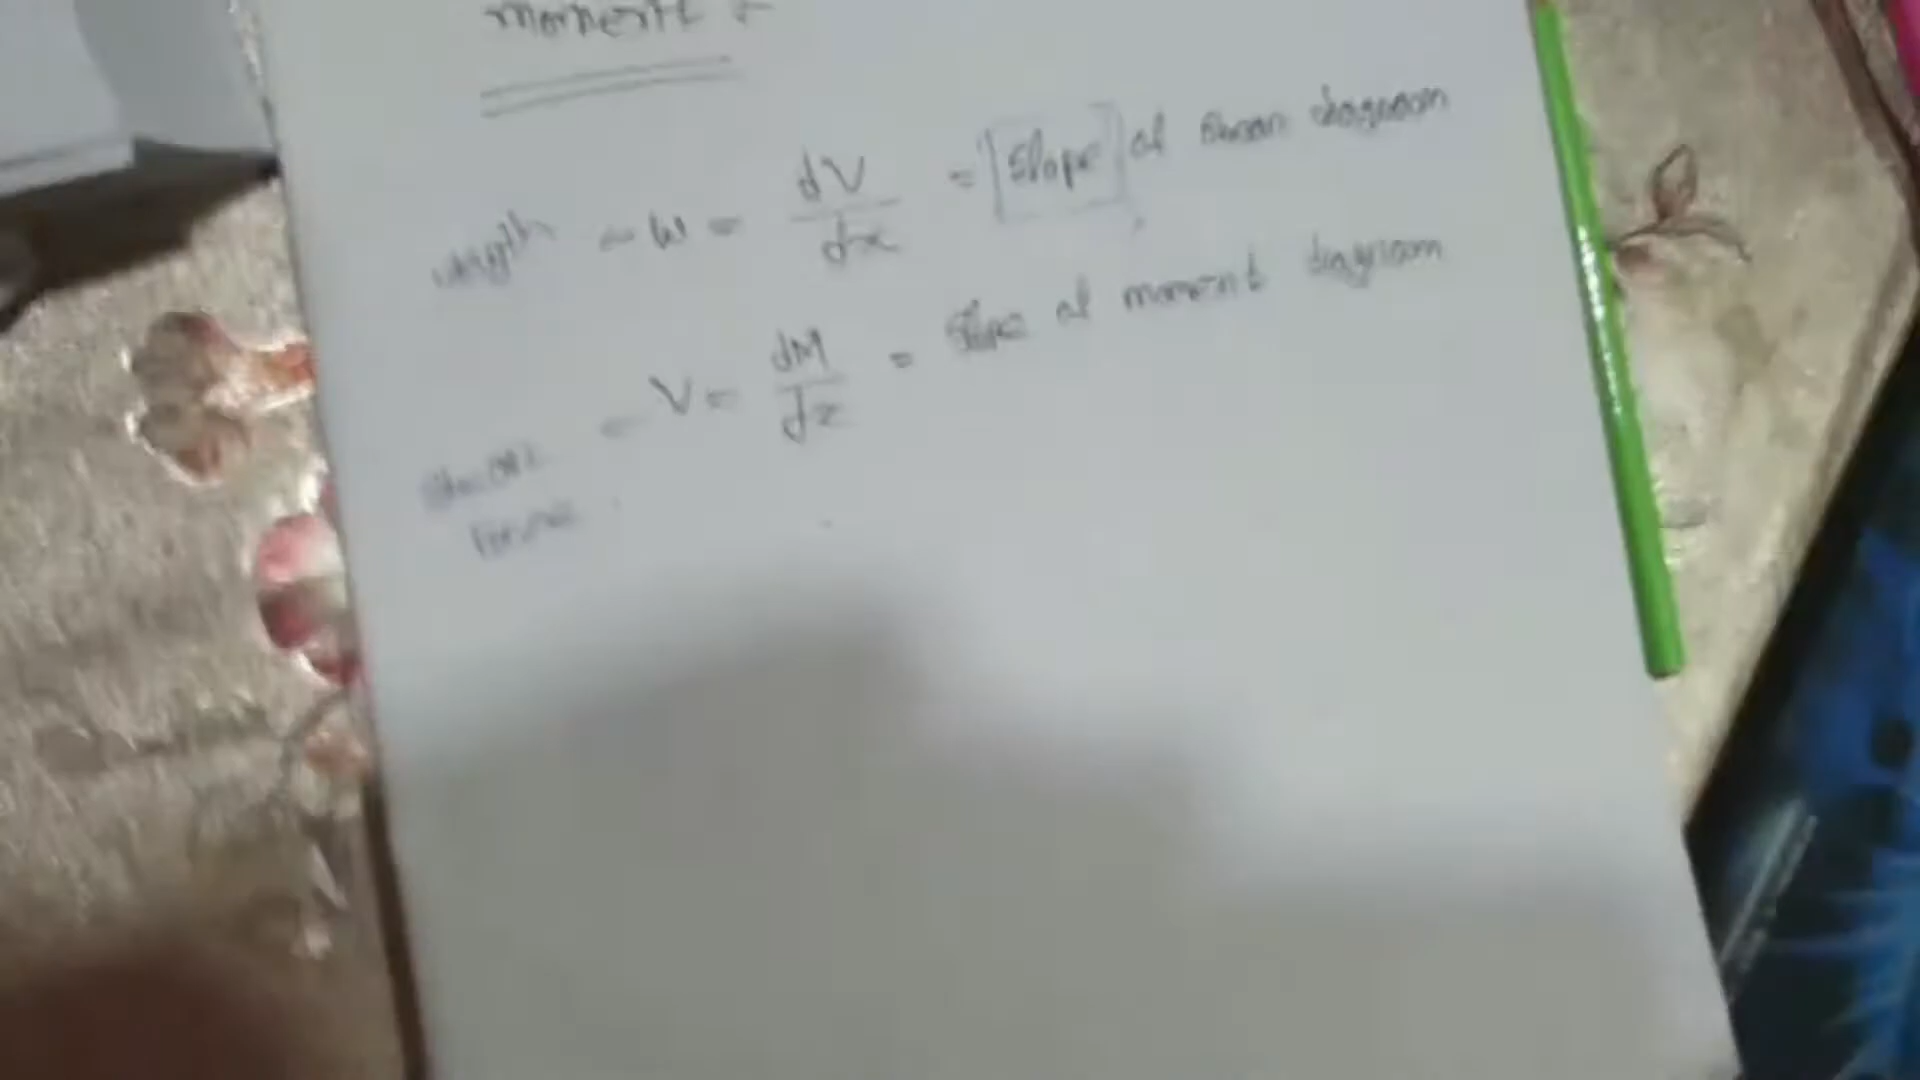 moment :-
weight - W = dV/dx = [Slope] of shear diagram
shear - V = dM/dx = slope of moment diagram
force